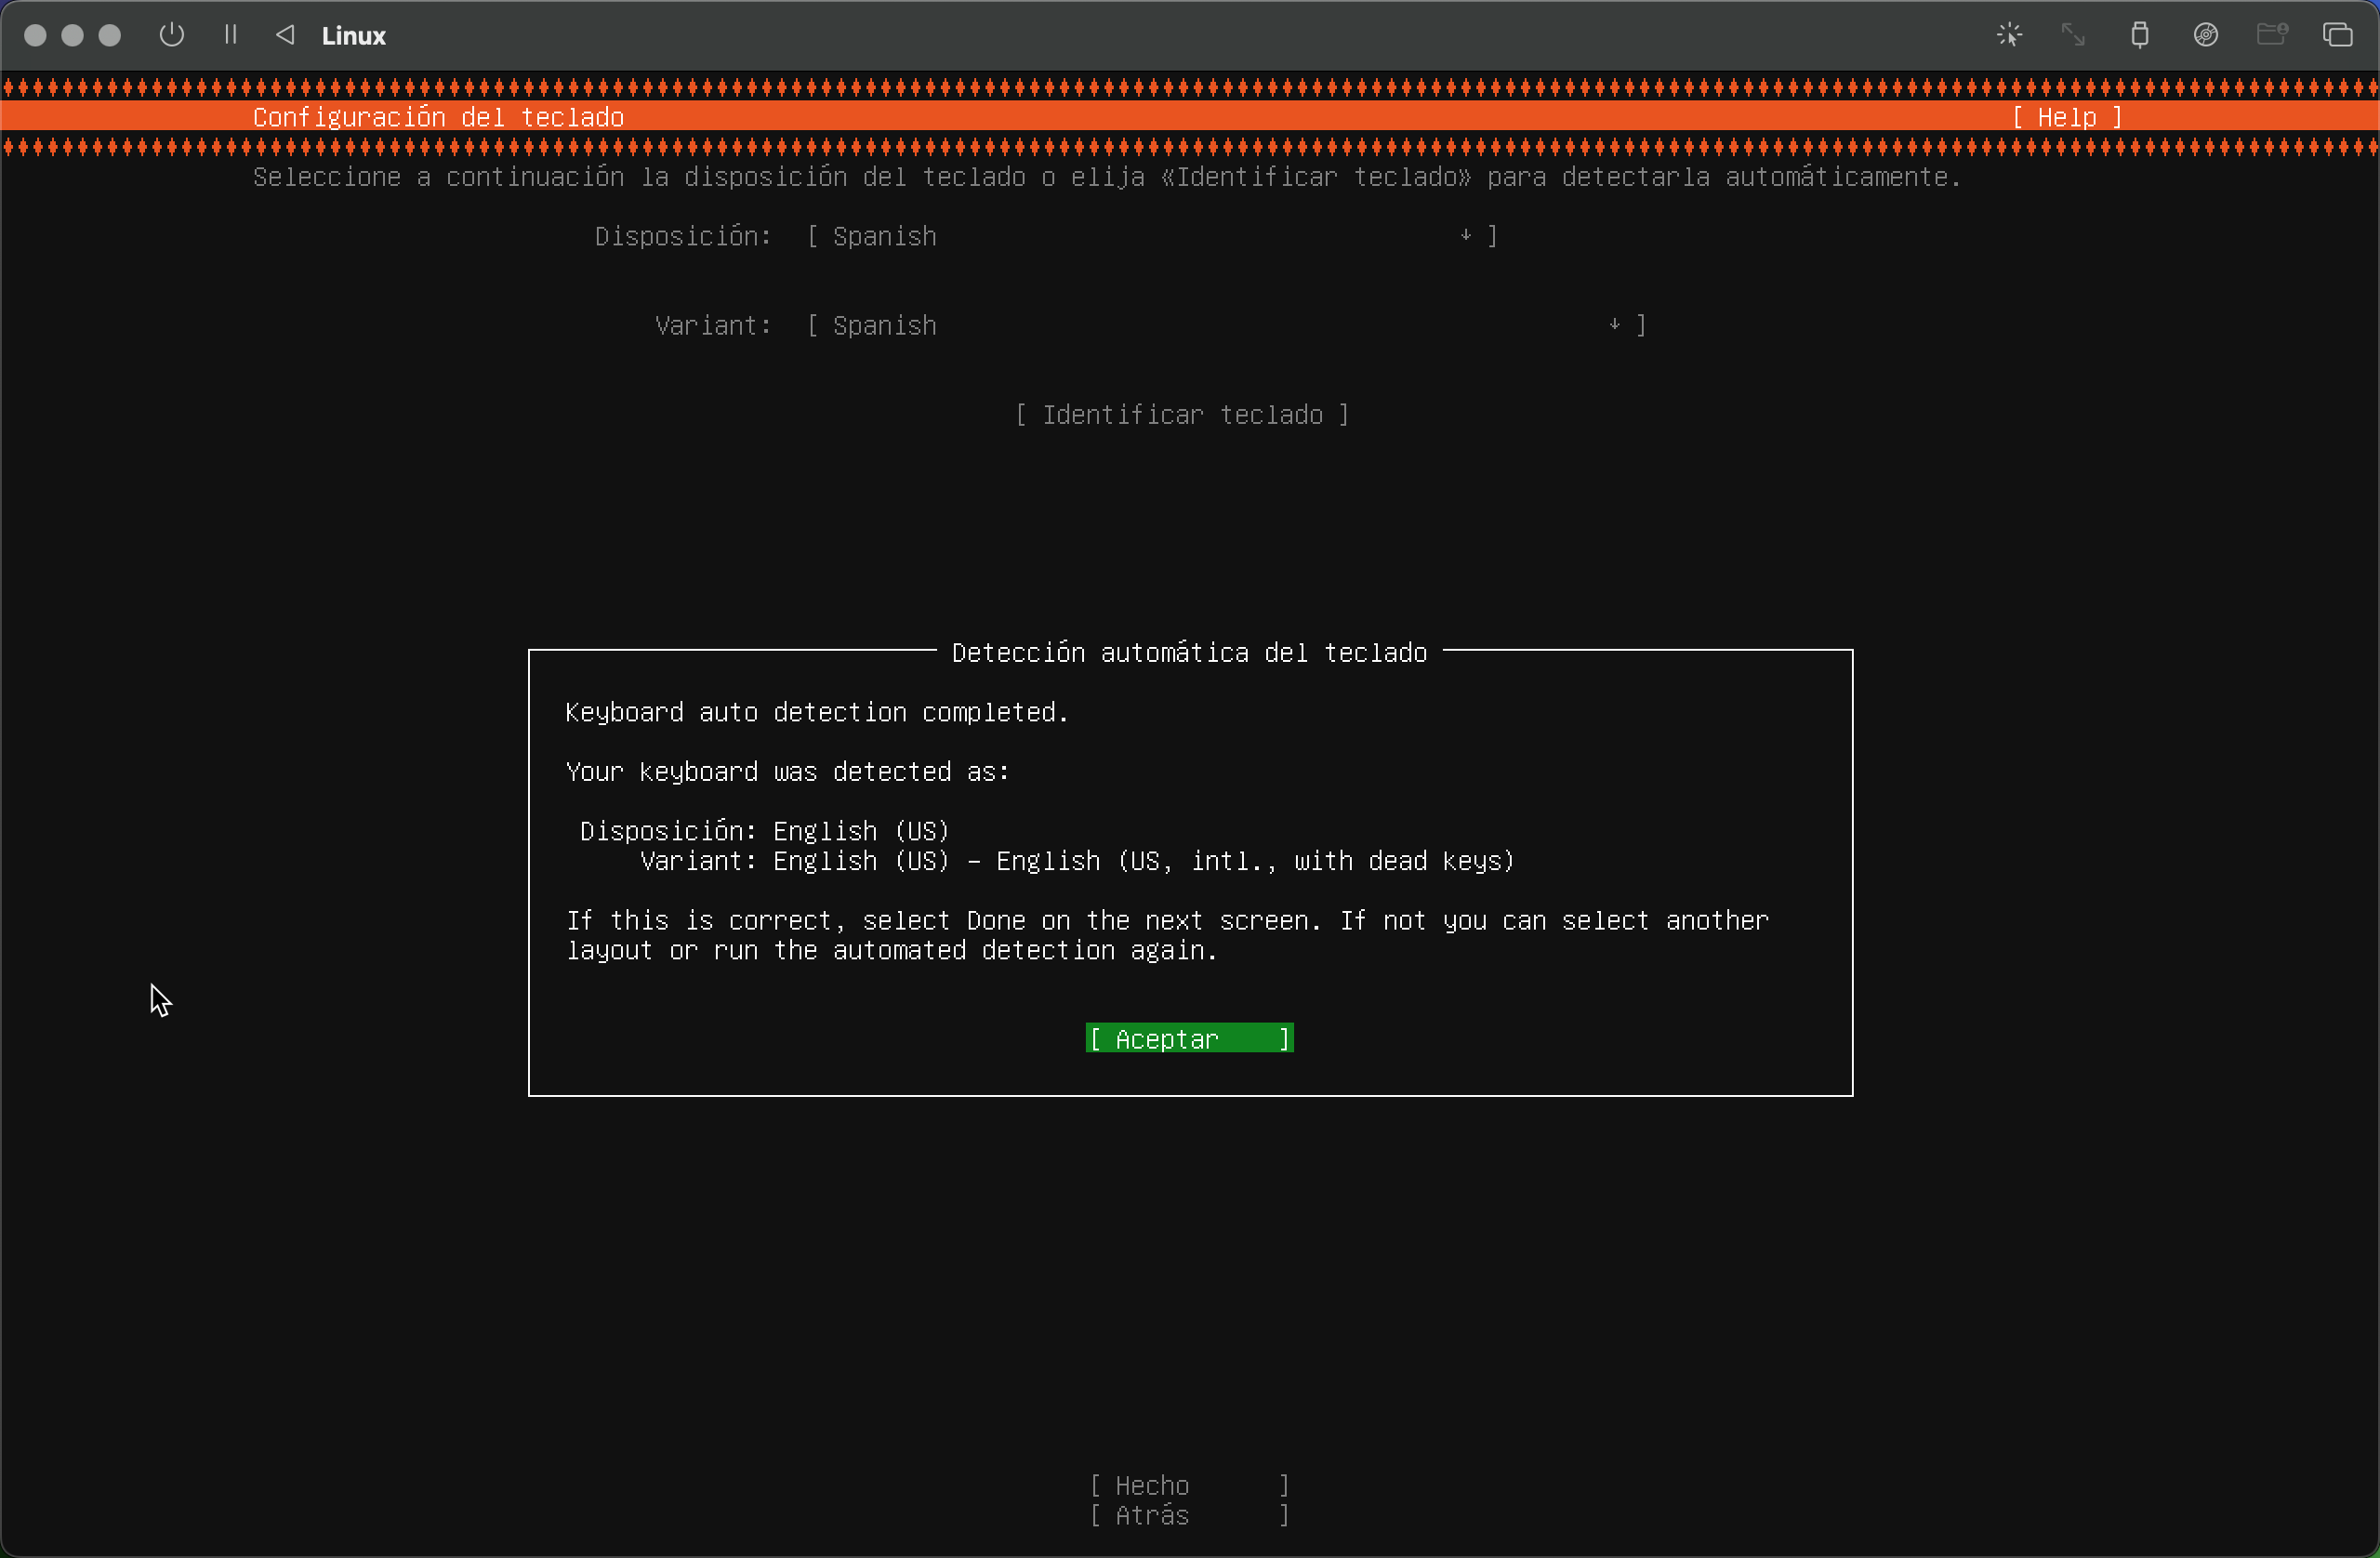 Linux
Configuración del teclado [ Help ]
Seleccione a continuación la disposición del teclado o elija «Identificar teclado» para detectarla automáticamente.
Disposición: [ Spanish ↓ ]
Variant: [ Spanish ↓ ]
[ Identificar teclado ]
Detección automática del teclado
Keyboard auto detection completed.
Your keyboard was detected as:
Disposición: English (US)
Variant: English (US) - English (US, intl., with dead keys)
If this is correct, select Done on the next screen. If not you can select another
layout or run the automated detection again.
[ Aceptar ]
[ Hecho ]
[ Atrás ]